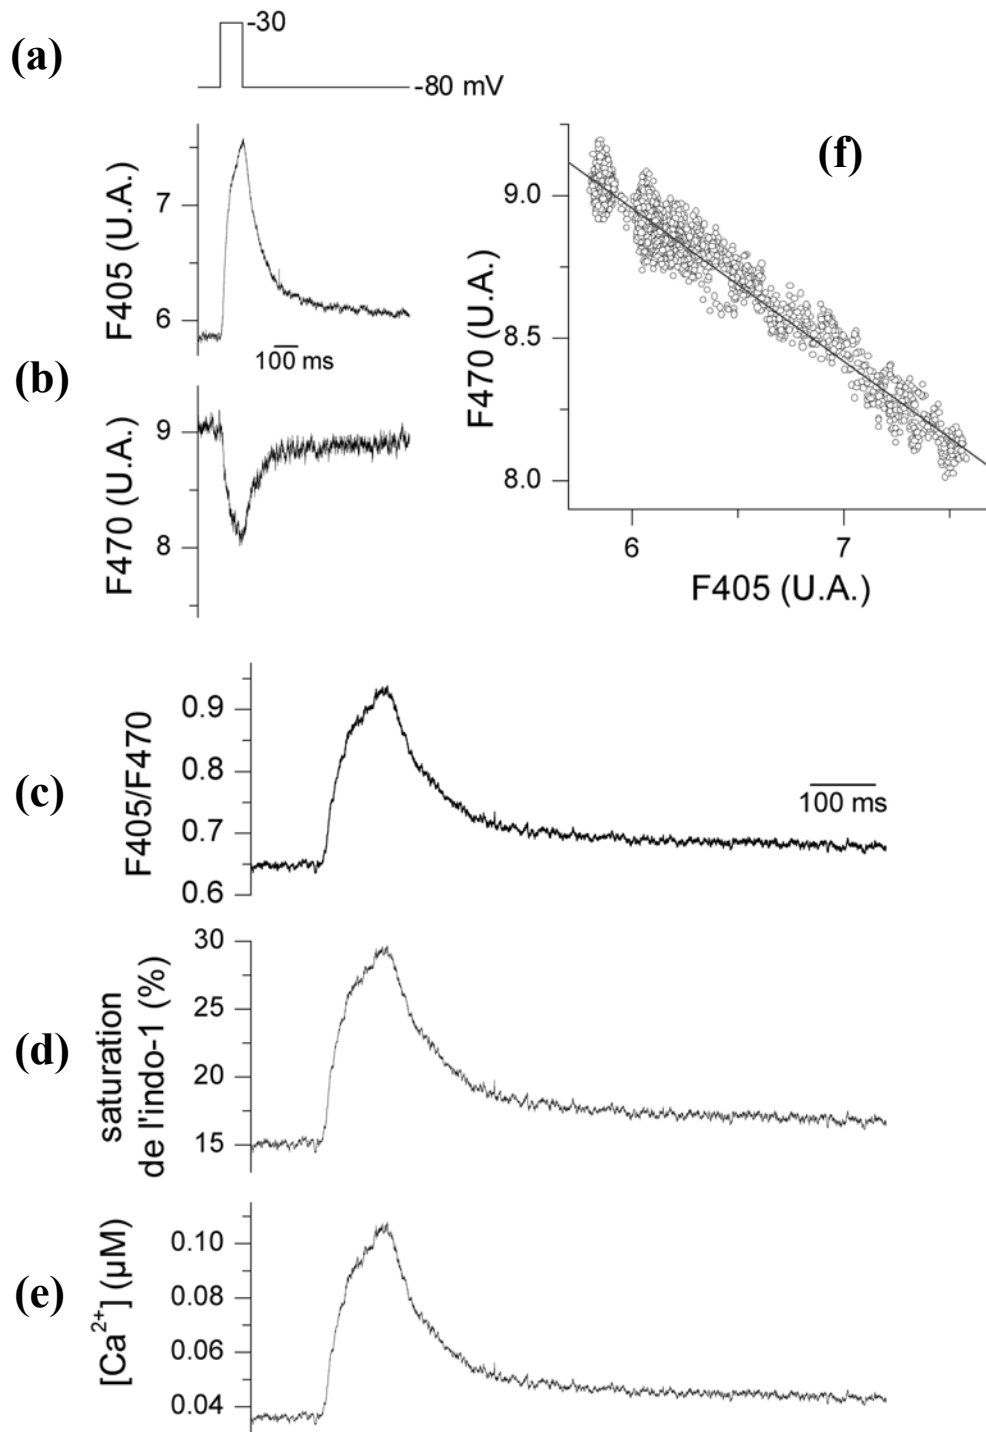 (a)
-30
-80 mV
F405 (U.A.)
7
6
100 ms
(b)
F470 (U.A.)
9
8
(f)
F470 (U.A.)
9.0
8.5
8.0
6
7
F405 (U.A.)
(c)
F405/F470
0.9
0.8
0.7
0.6
100 ms
(d)
saturation
de l'indo-1 (%)
30
25
20
15
(e)
[Ca²⁺] (µM)
0.10
0.08
0.06
0.04